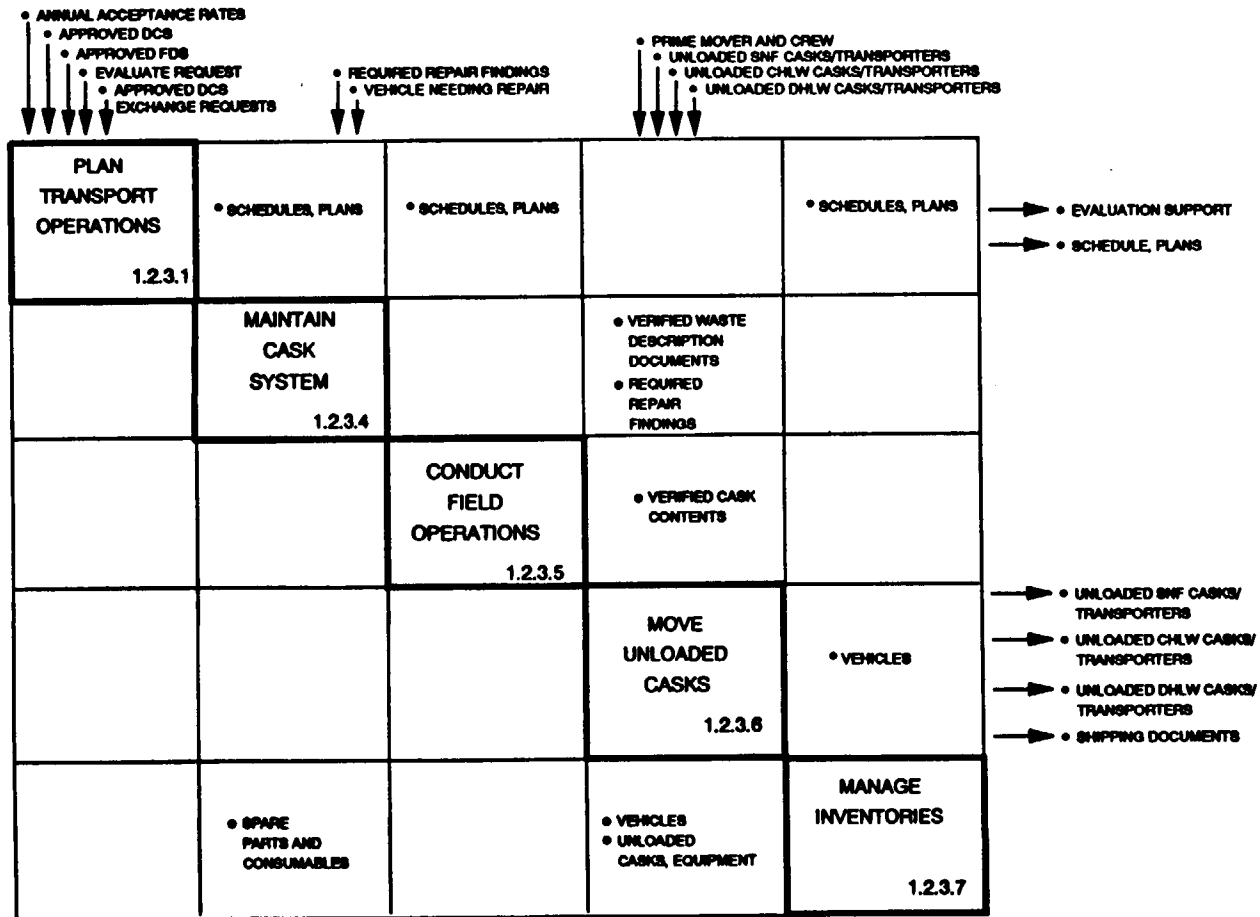 • ANNUAL ACCEPTANCE RATES
• APPROVED DCS
• APPROVED FDS
• EVALUATE REQUEST
• APPROVED DCS
EXCHANGE REQUESTS
• REQUIRED REPAIR FINDINGS
• VEHICLE NEEDING REPAIR
• PRIME MOVER AND CREW
• UNLOADED SNF CASKS/TRANSPORTERS
• UNLOADED CHLW CASKS/TRANSPORTERS
• UNLOADED DHLW CASKS/TRANSPORTERS
PLAN
TRANSPORT
OPERATIONS
1.2.3.1
• SCHEDULES, PLANS
• SCHEDULES, PLANS
• SCHEDULES, PLANS
• EVALUATION SUPPORT
• SCHEDULE, PLANS
MAINTAIN
CASK
SYSTEM
1.2.3.4
• VERIFIED WASTE
DESCRIPTION
DOCUMENTS
• REQUIRED
REPAIR
FINDINGS
CONDUCT
FIELD
OPERATIONS
1.2.3.5
• VERIFIED CASK
CONTENTS
MOVE
UNLOADED
CASKS
1.2.3.6
• VEHICLES
• UNLOADED SNF CASKS/
TRANSPORTERS
• UNLOADED CHLW CASKS/
TRANSPORTERS
• UNLOADED DHLW CASKS/
TRANSPORTERS
• SHIPPING DOCUMENTS
• SPARE
PARTS AND
CONSUMABLES
• VEHICLES
• UNLOADED
CASKS, EQUIPMENT
MANAGE
INVENTORIES
1.2.3.7